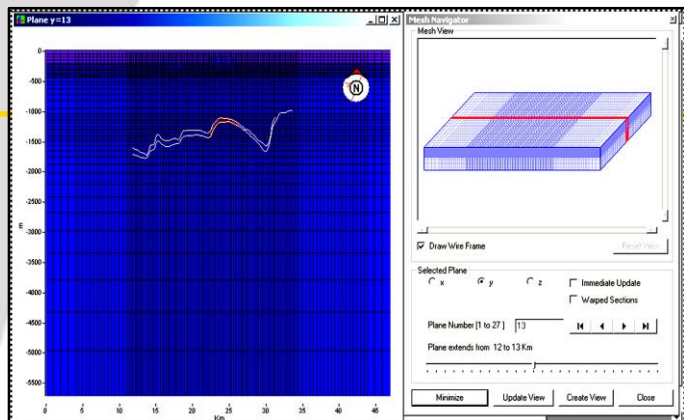 Plane y=13
0
-500
-1000
-1500
-2000
-2500
-3000
-3500
-4000
-4500
-5000
-5500
m
N
0 5 10 15 20 25 30 35 40 45
Km
Mesh Navigator
Mesh View
Draw Wire Frame
Reset View
Selected Plane
x y z
Immediate Update
Warped Sections
Plane Number [1 to 27 ] 13
Plane extends from 12 to 13 Km
Minimize Update View Create View Close